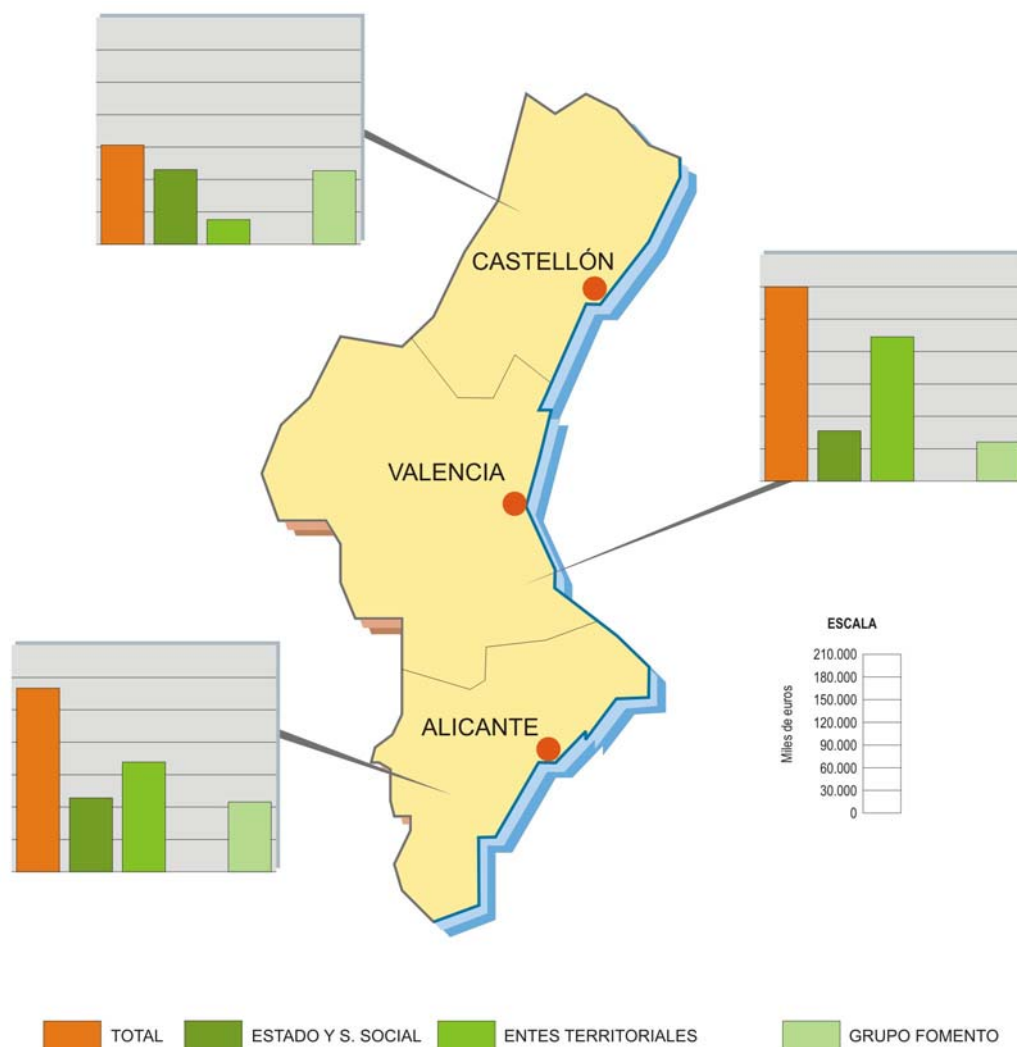 CASTELLÓN
VALENCIA
ALICANTE
ESCALA
Miles de euros
210.000
180.000
150.000
120.000
90.000
60.000
30.000
0
TOTAL
ESTADO Y S. SOCIAL
ENTES TERRITORIALES
GRUPO FOMENTO